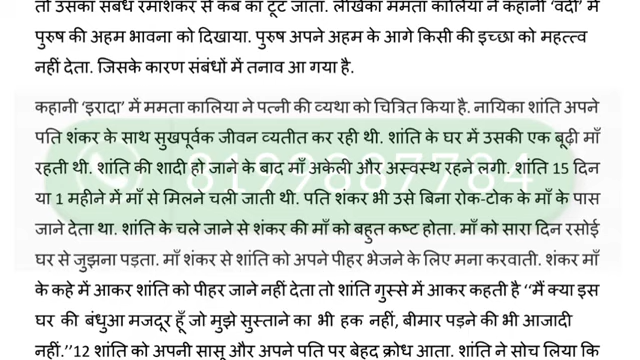 तो उसका संबंध रमाशंकर से कब का टूट जाता. लेखिका ममता कालिया ने कहानी ‘वर्दी’ में
पुरुष की अहम भावना को दिखाया. पुरुष अपने अहम के आगे किसी की इच्छा को महत्त्व
नहीं देता. जिसके कारण संबंधों में तनाव आ गया है.
कहानी ‘इरादा’ में ममता कालिया ने पत्नी की व्यथा को चित्रित किया है. नायिका शांति अपने
पति शंकर के साथ सुखपूर्वक जीवन व्यतीत कर रही थी. शांति के घर में उसकी एक बूढ़ी माँ
रहती थी. शांति की शादी हो जाने के बाद माँ अकेली और अस्वस्थ रहने लगी. शांति 15 दिन
या 1 महीने में माँ से मिलने चली जाती थी. पति शंकर भी उसे बिना रोक-टोक के माँ के पास
जाने देता था. शांति के चले जाने से शंकर की माँ को बहुत कष्ट होता. माँ को सारा दिन रसोई
घर से जुझना पड़ता. माँ शंकर से शांति को अपने पीहर भेजने के लिए मना करवाती. शंकर माँ
के कहे में आकर शांति को पीहर जाने नहीं देता तो शांति गुस्से में आकर कहती है ‘‘मैं क्या इस
घर की बंधुआ मजदूर हूँ जो मुझे सुस्ताने का भी हक नहीं, बीमार पड़ने की भी आजादी
नहीं.’’12 शांति को अपनी सासू और अपने पति पर बेहद क्रोध आता. शांति ने सोच लिया कि
8199887784